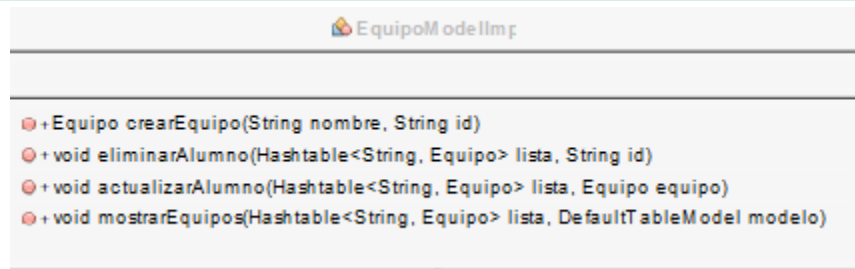 EquipoModelImp
+Equipo crearEquipo(String nombre, String id)
+void eliminarAlumno(Hashtable<String, Equipo> lista, String id)
+void actualizarAlumno(Hashtable<String, Equipo> lista, Equipo equipo)
+void mostrarEquipos(Hashtable<String, Equipo> lista, DefaultTableModel modelo)